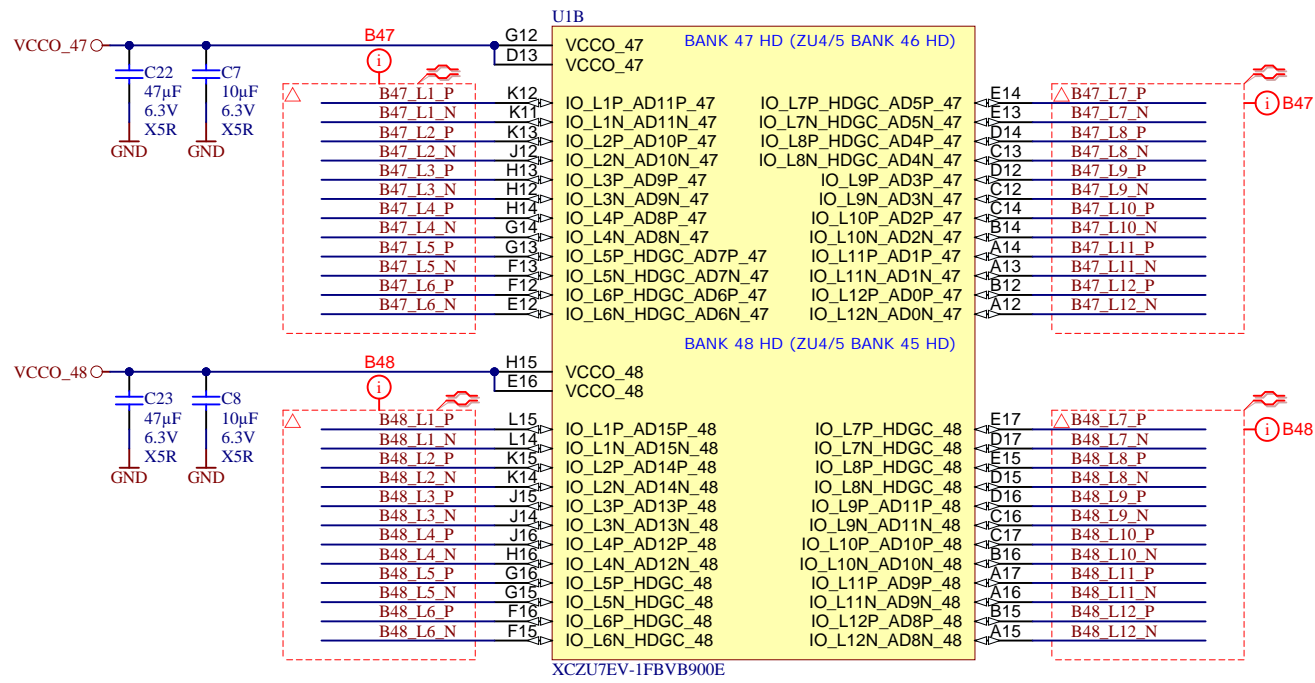 U1B
VCCO_47 B47 G12 VCCO_47 BANK 47 HD (ZU4/5 BANK 46 HD)
D13 VCCO_47
C22 C7
47µF 10µF
6.3V 6.3V
X5R X5R
GND GND
i
i B47
B47_L1_P K12 IO_L1P_AD11P_47 IO_L7P_HDGC_AD5P_47 E14 B47_L7_P
B47_L1_N K11 IO_L1N_AD11N_47 IO_L7N_HDGC_AD5N_47 E13 B47_L7_N
B47_L2_P K13 IO_L2P_AD10P_47 IO_L8P_HDGC_AD4P_47 D14 B47_L8_P
B47_L2_N J12 IO_L2N_AD10N_47 IO_L8N_HDGC_AD4N_47 C13 B47_L8_N
B47_L3_P H13 IO_L3P_AD9P_47 IO_L9P_AD3P_47 D12 B47_L9_P
B47_L3_N H12 IO_L3N_AD9N_47 IO_L9N_AD3N_47 C12 B47_L9_N
B47_L4_P H14 IO_L4P_AD8P_47 IO_L10P_AD2P_47 C14 B47_L10_P
B47_L4_N G14 IO_L4N_AD8N_47 IO_L10N_AD2N_47 B14 B47_L10_N
B47_L5_P G13 IO_L5P_HDGC_AD7P_47 IO_L11P_AD1P_47 A14 B47_L11_P
B47_L5_N F13 IO_L5N_HDGC_AD7N_47 IO_L11N_AD1N_47 A13 B47_L11_N
B47_L6_P F12 IO_L6P_HDGC_AD6P_47 IO_L12P_AD0P_47 B12 B47_L12_P
B47_L6_N E12 IO_L6N_HDGC_AD6N_47 IO_L12N_AD0N_47 A12 B47_L12_N
BANK 48 HD (ZU4/5 BANK 45 HD)
VCCO_48 B48 H15 VCCO_48
E16 VCCO_48
C23 C8
47µF 10µF
6.3V 6.3V
X5R X5R
GND GND
i
i B48
B48_L1_P L15 IO_L1P_AD15P_48 IO_L7P_HDGC_48 E17 B48_L7_P
B48_L1_N L14 IO_L1N_AD15N_48 IO_L7N_HDGC_48 D17 B48_L7_N
B48_L2_P K15 IO_L2P_AD14P_48 IO_L8P_HDGC_48 E15 B48_L8_P
B48_L2_N K14 IO_L2N_AD14N_48 IO_L8N_HDGC_48 D15 B48_L8_N
B48_L3_P J15 IO_L3P_AD13P_48 IO_L9P_AD11P_48 D16 B48_L9_P
B48_L3_N J14 IO_L3N_AD13N_48 IO_L9N_AD11N_48 C16 B48_L9_N
B48_L4_P J16 IO_L4P_AD12P_48 IO_L10P_AD10P_48 C17 B48_L10_P
B48_L4_N H16 IO_L4N_AD12N_48 IO_L10N_AD10N_48 B16 B48_L10_N
B48_L5_P G16 IO_L5P_HDGC_48 IO_L11P_AD9P_48 A17 B48_L11_P
B48_L5_N G15 IO_L5N_HDGC_48 IO_L11N_AD9N_48 A16 B48_L11_N
B48_L6_P F16 IO_L6P_HDGC_48 IO_L12P_AD8P_48 B15 B48_L12_P
B48_L6_N F15 IO_L6N_HDGC_48 IO_L12N_AD8N_48 A15 B48_L12_N
XCZU7EV-1FBVB900E